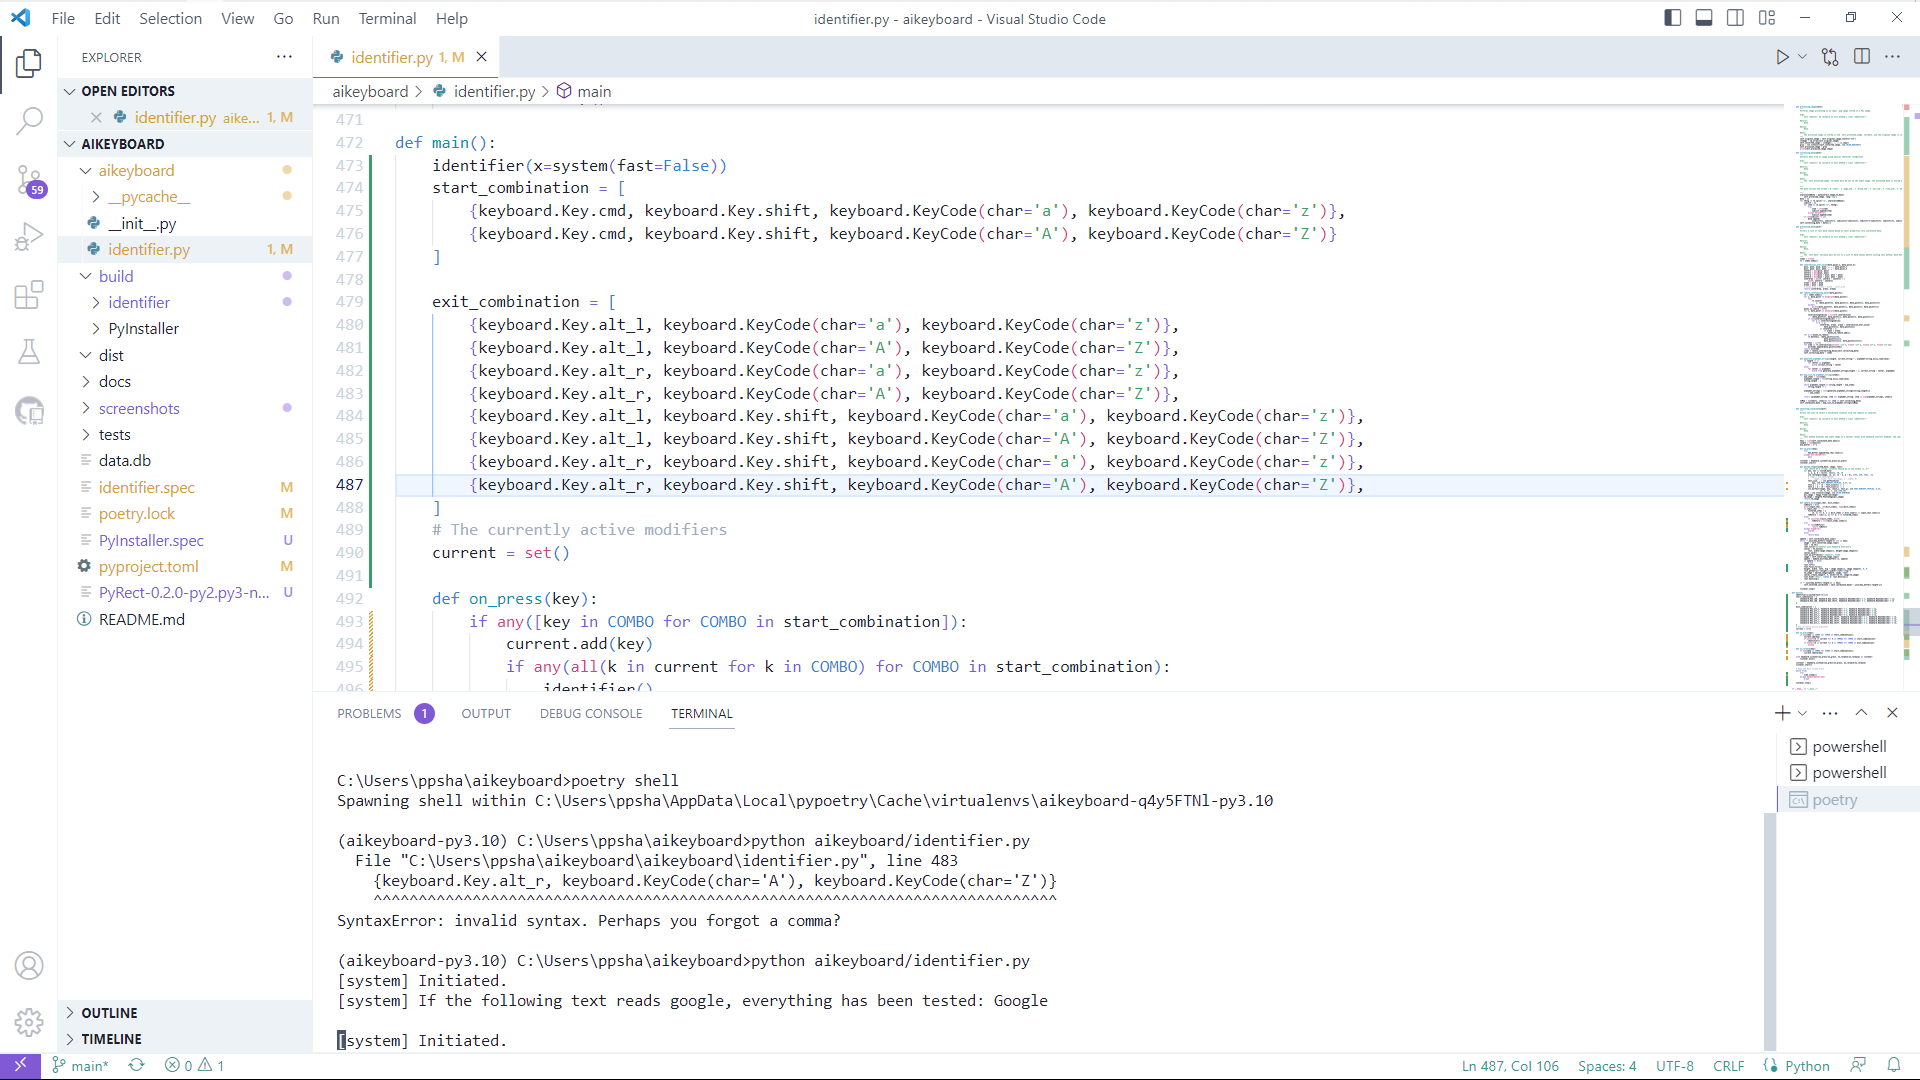 File Edit Selection View Go Run Terminal Help
identifier.py - aikeyboard - Visual Studio Code
EXPLORER
OPEN EDITORS
identifier.py aike... 1, M
AIKEYBOARD
aikeyboard
__pycache__
__init__.py
identifier.py 1, M
build
identifier
PyInstaller
dist
docs
screenshots
tests
data.db
identifier.spec M
poetry.lock M
PyInstaller.spec U
pyproject.toml M
PyRect-0.2.0-py2.py3-n... U
README.md
OUTLINE
TIMELINE
59
identifier.py 1, M
aikeyboard > identifier.py > main
471
472 def main():
473 identifier(x=system(fast=False))
474 start_combination = [
475 {keyboard.Key.cmd, keyboard.Key.shift, keyboard.KeyCode(char='a'), keyboard.KeyCode(char='z')},
476 {keyboard.Key.cmd, keyboard.Key.shift, keyboard.KeyCode(char='A'), keyboard.KeyCode(char='Z')}
477 ]
478
479 exit_combination = [
480 {keyboard.Key.alt_l, keyboard.KeyCode(char='a'), keyboard.KeyCode(char='z')},
481 {keyboard.Key.alt_l, keyboard.KeyCode(char='A'), keyboard.KeyCode(char='Z')},
482 {keyboard.Key.alt_r, keyboard.KeyCode(char='a'), keyboard.KeyCode(char='z')},
483 {keyboard.Key.alt_r, keyboard.KeyCode(char='A'), keyboard.KeyCode(char='Z')},
484 {keyboard.Key.alt_l, keyboard.Key.shift, keyboard.KeyCode(char='a'), keyboard.KeyCode(char='z')},
485 {keyboard.Key.alt_l, keyboard.Key.shift, keyboard.KeyCode(char='A'), keyboard.KeyCode(char='Z')},
486 {keyboard.Key.alt_r, keyboard.Key.shift, keyboard.KeyCode(char='a'), keyboard.KeyCode(char='z')},
487 {keyboard.Key.alt_r, keyboard.Key.shift, keyboard.KeyCode(char='A'), keyboard.KeyCode(char='Z')},
488 ]
489 # The currently active modifiers
490 current = set()
491
492 def on_press(key):
493 if any([key in COMBO for COMBO in start_combination]):
494 current.add(key)
495 if any(all(k in current for k in COMBO) for COMBO in start_combination):
496 identifier()
PROBLEMS 1 OUTPUT DEBUG CONSOLE TERMINAL
powershell
powershell
poetry
C:\Users\ppsha\aikeyboard>poetry shell
Spawning shell within C:\Users\ppsha\AppData\Local\pypoetry\Cache\virtualenvs\aikeyboard-q4y5FTNl-py3.10
(aikeyboard-py3.10) C:\Users\ppsha\aikeyboard>python aikeyboard/identifier.py
File "C:\Users\ppsha\aikeyboard\aikeyboard\identifier.py", line 483
{keyboard.Key.alt_r, keyboard.KeyCode(char='A'), keyboard.KeyCode(char='Z')}
^^^^^^^^^^^^^^^^^^^^^^^^^^^^^^^^^^^^^^^^^^^^^^^^^^^^^^^^^^^^^^^^^^^^^^^^^^^^
SyntaxError: invalid syntax. Perhaps you forgot a comma?
(aikeyboard-py3.10) C:\Users\ppsha\aikeyboard>python aikeyboard/identifier.py
[system] Initiated.
[system] If the following text reads google, everything has been tested: Google
[system] Initiated.
main* 0 1
Ln 487, Col 106 Spaces: 4 UTF-8 CRLF Python